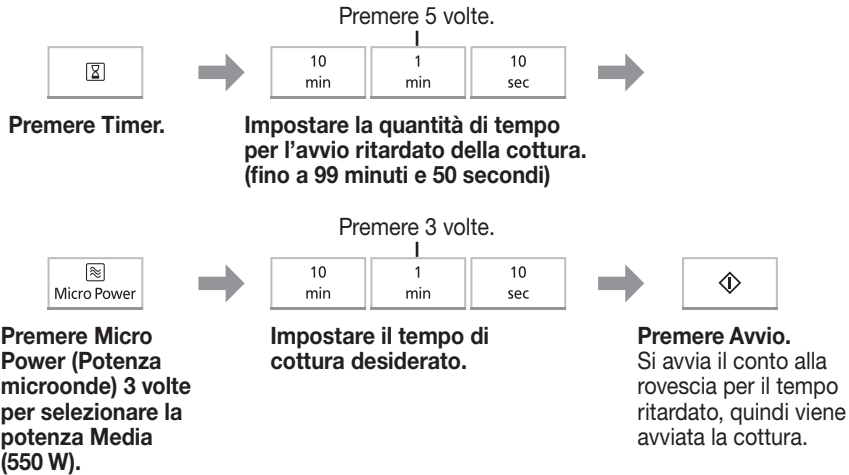 Premere 5 volte.
10 min
1 min
10 sec
Premere Timer.
Impostare la quantità di tempo
per l’avvio ritardato della cottura.
(fino a 99 minuti e 50 secondi)
Premere 3 volte.
Micro Power
10 min
1 min
10 sec
Premere Micro
Power (Potenza
microonde) 3 volte
per selezionare la
potenza Media
(550 W).
Impostare il tempo di
cottura desiderato.
Premere Avvio.
Si avvia il conto alla
rovescia per il tempo
ritardato, quindi viene
avviata la cottura.